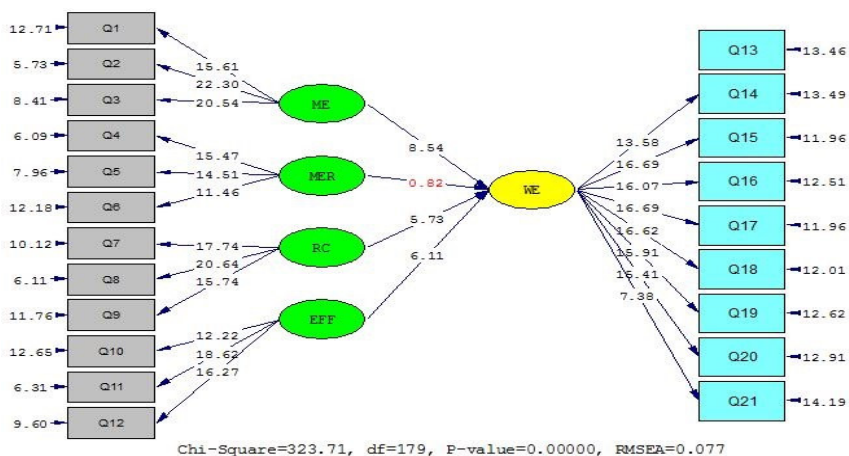 12.71 Q1
5.73 Q2
8.41 Q3
6.09 Q4
7.96 Q5
12.18 Q6
10.12 Q7
6.11 Q8
11.76 Q9
12.65 Q10
6.31 Q11
9.60 Q12
15.61
22.30
20.54
15.47
14.51
11.46
17.74
20.64
15.74
12.22
18.62
16.27
ME
MER
RC
EFF
8.54
0.82
5.73
6.11
WE
13.58
16.69
16.07
16.69
16.62
15.91
15.41
7.38
Q13 13.46
Q14 13.49
Q15 11.96
Q16 12.51
Q17 11.96
Q18 12.01
Q19 12.62
Q20 12.91
Q21 14.19
Chi-Square=323.71, df=179, P-value=0.00000, RMSEA=0.077